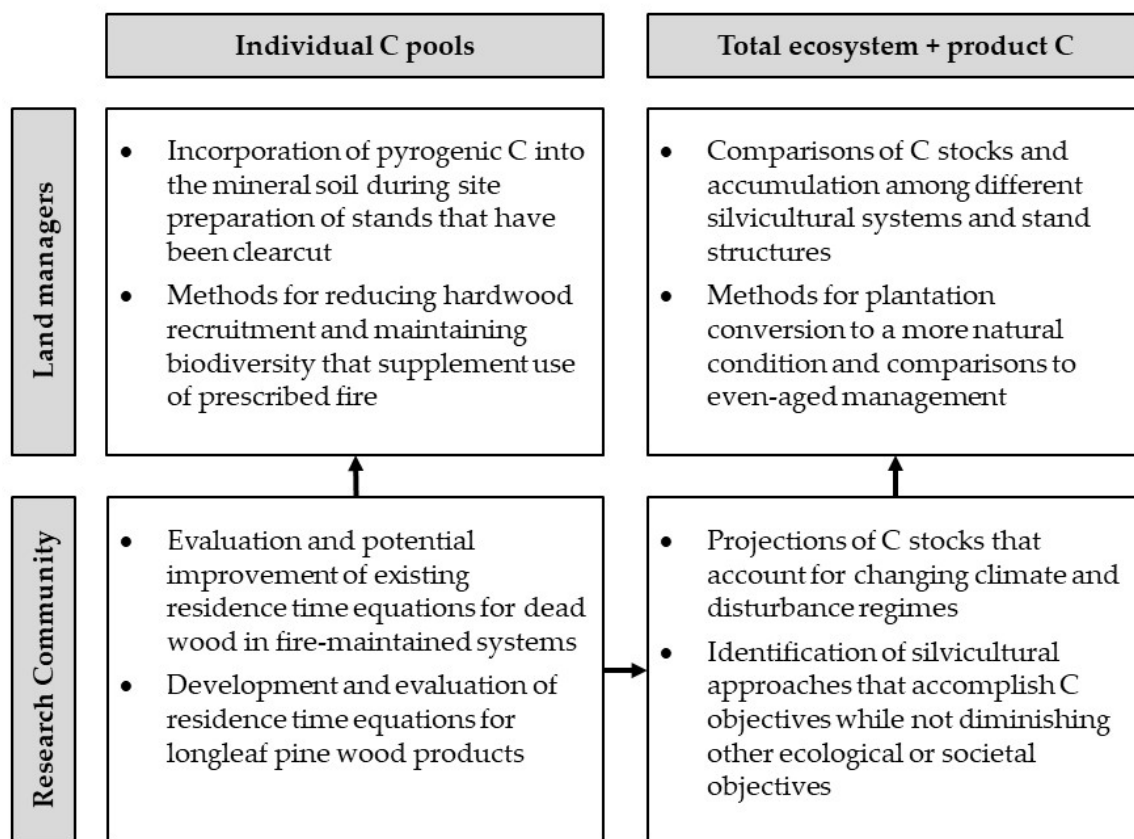 Individual C pools
Total ecosystem + product C
Land managers
• Incorporation of pyrogenic C into
the mineral soil during site
preparation of stands that have
been clearcut
• Methods for reducing hardwood
recruitment and maintaining
biodiversity that supplement use
of prescribed fire
• Comparisons of C stocks and
accumulation among different
silvicultural systems and stand
structures
• Methods for plantation
conversion to a more natural
condition and comparisons to
even-aged management
Research Community
• Evaluation and potential
improvement of existing
residence time equations for dead
wood in fire-maintained systems
• Development and evaluation of
residence time equations for
longleaf pine wood products
• Projections of C stocks that
account for changing climate and
disturbance regimes
• Identification of silvicultural
approaches that accomplish C
objectives while not diminishing
other ecological or societal
objectives